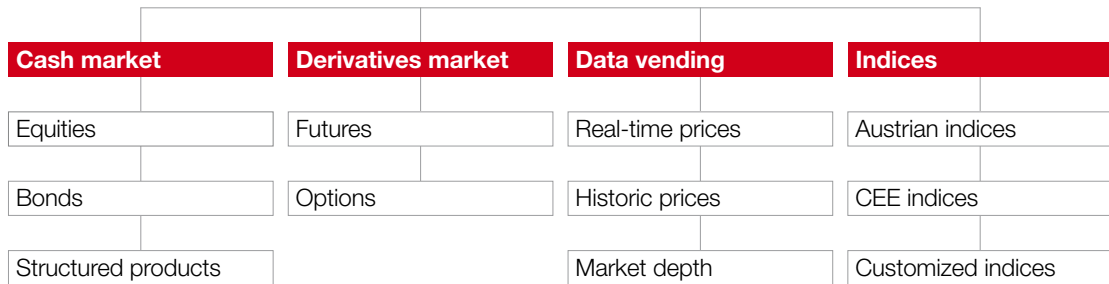 Cash market
Derivatives market
Data vending
Indices
Equities
Futures
Real-time prices
Austrian indices
Bonds
Options
Historic prices
CEE indices
Structured products
Market depth
Customized indices